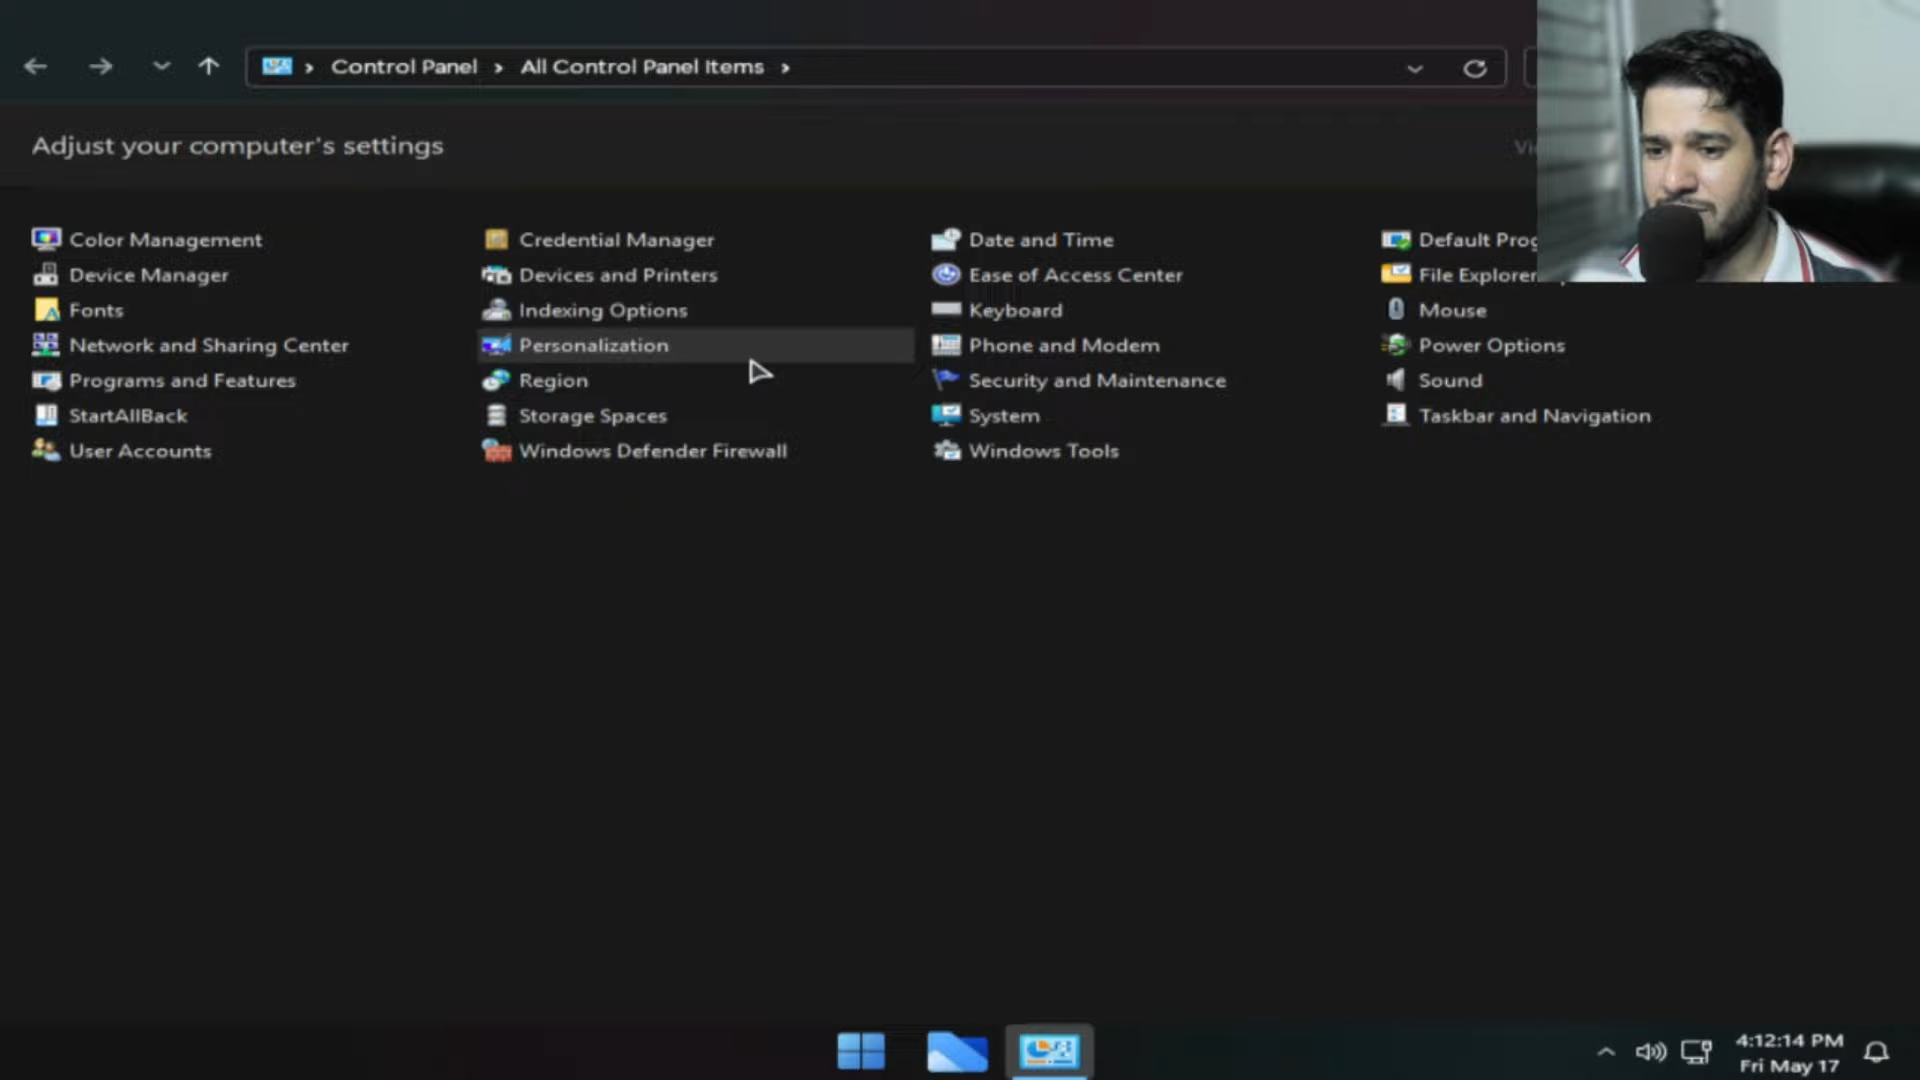 Control Panel > All Control Panel Items >
Adjust your computer's settings
Color Management
Credential Manager
Date and Time
Default Prog
Device Manager
Devices and Printers
Ease of Access Center
File Explorer
Fonts
Indexing Options
Keyboard
Mouse
Network and Sharing Center
Personalization
Phone and Modem
Power Options
Programs and Features
Region
Security and Maintenance
Sound
StartAllBack
Storage Spaces
System
Taskbar and Navigation
User Accounts
Windows Defender Firewall
Windows Tools
4:12:14 PM
Fri May 17